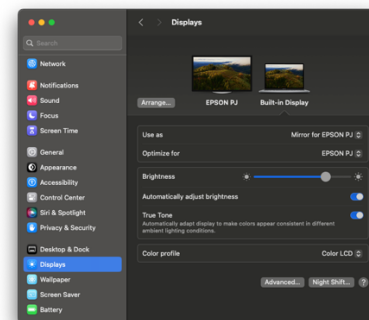 Displays
Search
Network
Notifications
Sound
Focus
Screen Time
General
Appearance
Accessibility
Control Center
Siri & Spotlight
Privacy & Security
Desktop & Dock
Displays
Wallpaper
Screen Saver
Battery
Arrange...
EPSON PJ
Built-in Display
Use as
Mirror for EPSON PJ
Optimize for
EPSON PJ
Brightness
Automatically adjust brightness
True Tone
Automatically adapt display to make colors appear consistent in different
ambient lighting conditions.
Color profile
Color LCD
Advanced...
Night Shift...
?